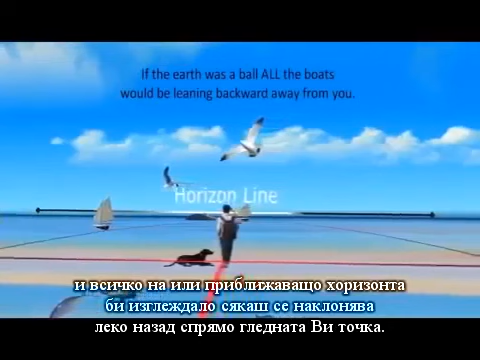 If the earth was a ball ALL the boats
would be leaning backward away from you.
Horizon Line
и всичко на или приближаващо хоризонта
би изглеждало сякаш се наклонява
леко назад спрямо гледната Ви точка.